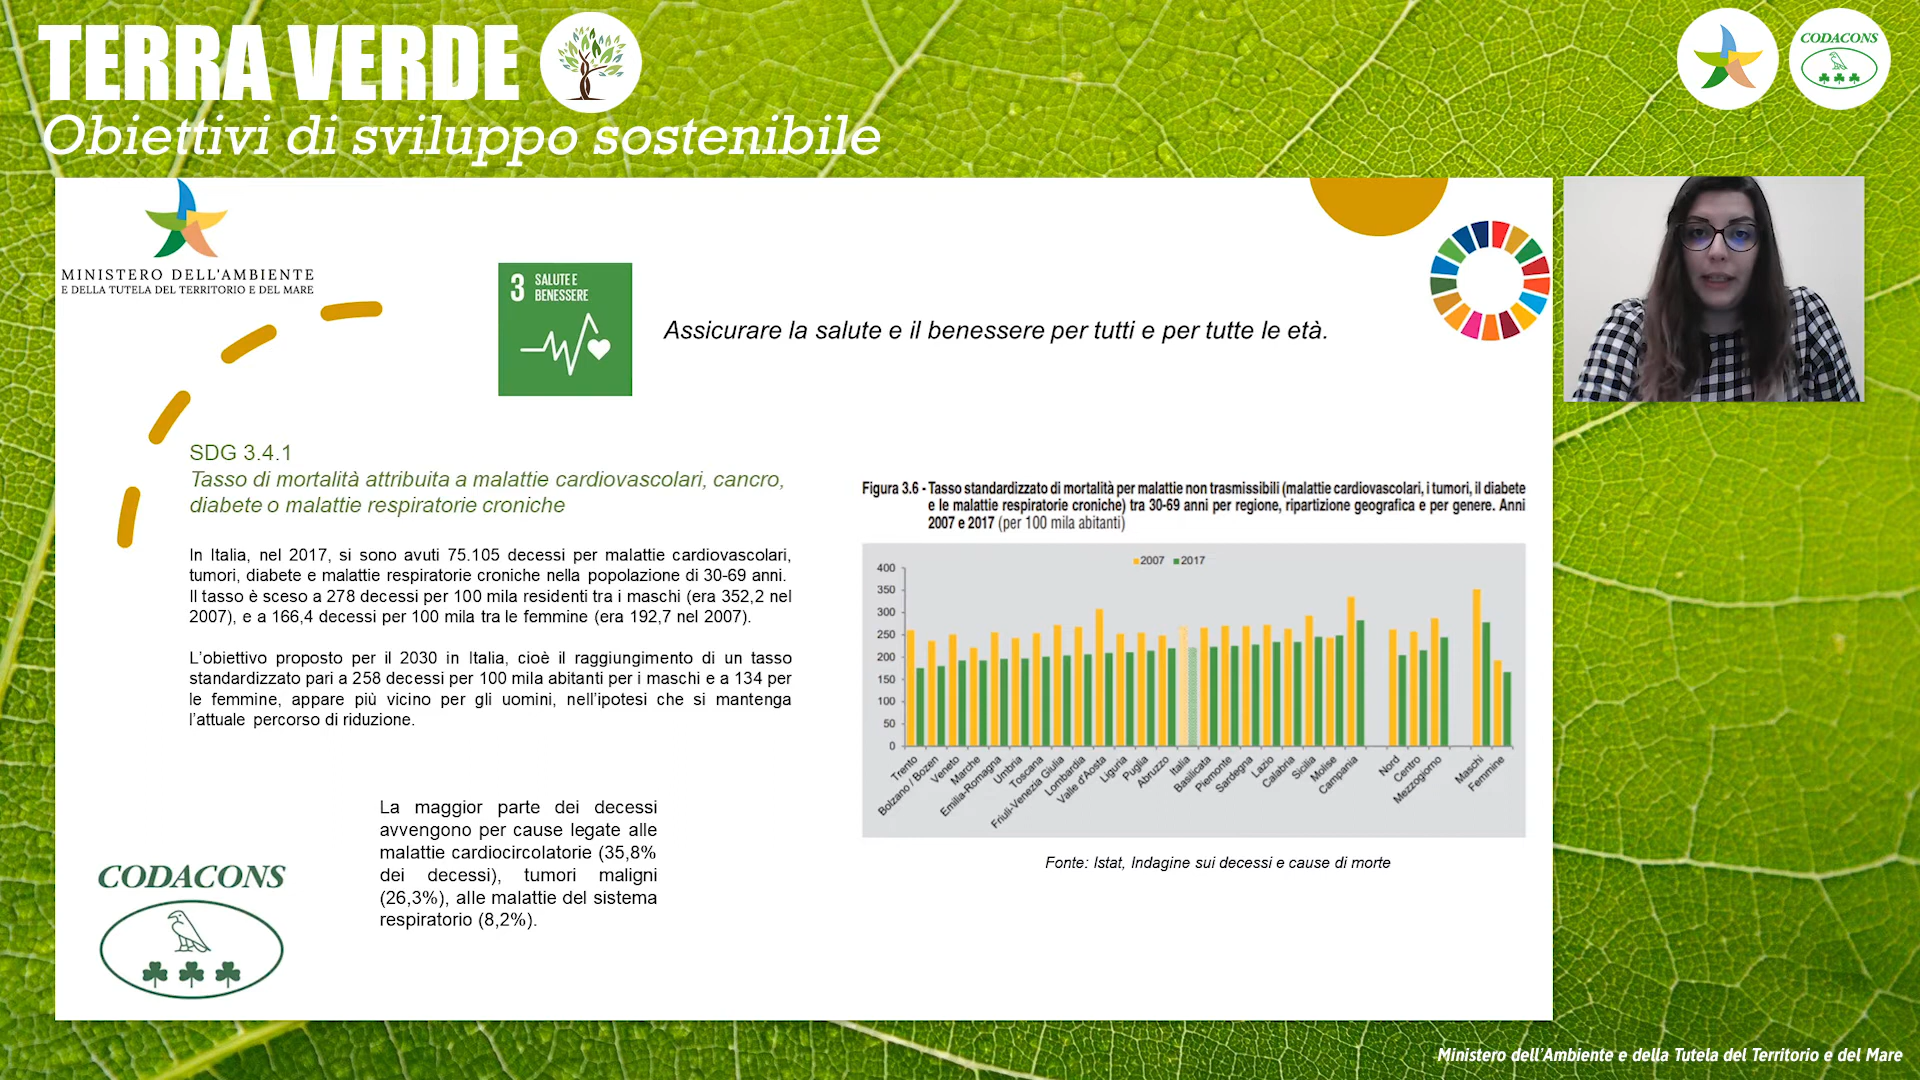 TERRA VERDE
Obiettivi di sviluppo sostenibile
CODACONS
MINISTERO DELL'AMBIENTE
E DELLA TUTELA DEL TERRITORIO E DEL MARE
3 SALUTE E
BENESSERE
Assicurare la salute e il benessere per tutti e per tutte le età.
SDG 3.4.1
Tasso di mortalità attribuita a malattie cardiovascolari, cancro,
diabete o malattie respiratorie croniche
In Italia, nel 2017, si sono avuti 75.105 decessi per malattie cardiovascolari,
tumori, diabete e malattie respiratorie croniche nella popolazione di 30-69 anni.
Il tasso è sceso a 278 decessi per 100 mila residenti tra i maschi (era 352,2 nel
2007), e a 166,4 decessi per 100 mila tra le femmine (era 192,7 nel 2007).
L'obiettivo proposto per il 2030 in Italia, cioè il raggiungimento di un tasso
standardizzato pari a 258 decessi per 100 mila abitanti per i maschi e a 134 per
le femmine, appare più vicino per gli uomini, nell'ipotesi che si mantenga
l'attuale percorso di riduzione.
La maggior parte dei decessi
avvengono per cause legate alle
malattie cardiocircolatorie (35,8%
dei decessi), tumori maligni
(26,3%), alle malattie del sistema
respiratorio (8,2%).
CODACONS
Figura 3.6 - Tasso standardizzato di mortalità per malattie non trasmissibili (malattie cardiovascolari, i tumori, il diabete
e le malattie respiratorie croniche) tra 30-69 anni per regione, ripartizione geografica e per genere. Anni
2007 e 2017 (per 100 mila abitanti)
2007 2017
400
350
300
250
200
150
100
50
0
Trento
Bolzano / Bozen
Veneto
Marche
Emilia-Romagna
Umbria
Toscana
Friuli-Venezia Giulia
Lombardia
Valle d'Aosta
Liguria
Puglia
Abruzzo
Italia
Basilicata
Piemonte
Sardegna
Lazio
Calabria
Sicilia
Molise
Campania
Nord
Centro
Mezzogiorno
Maschi
Femmine
Fonte: Istat, Indagine sui decessi e cause di morte
Ministero dell'Ambiente e della Tutela del Territorio e del Mare